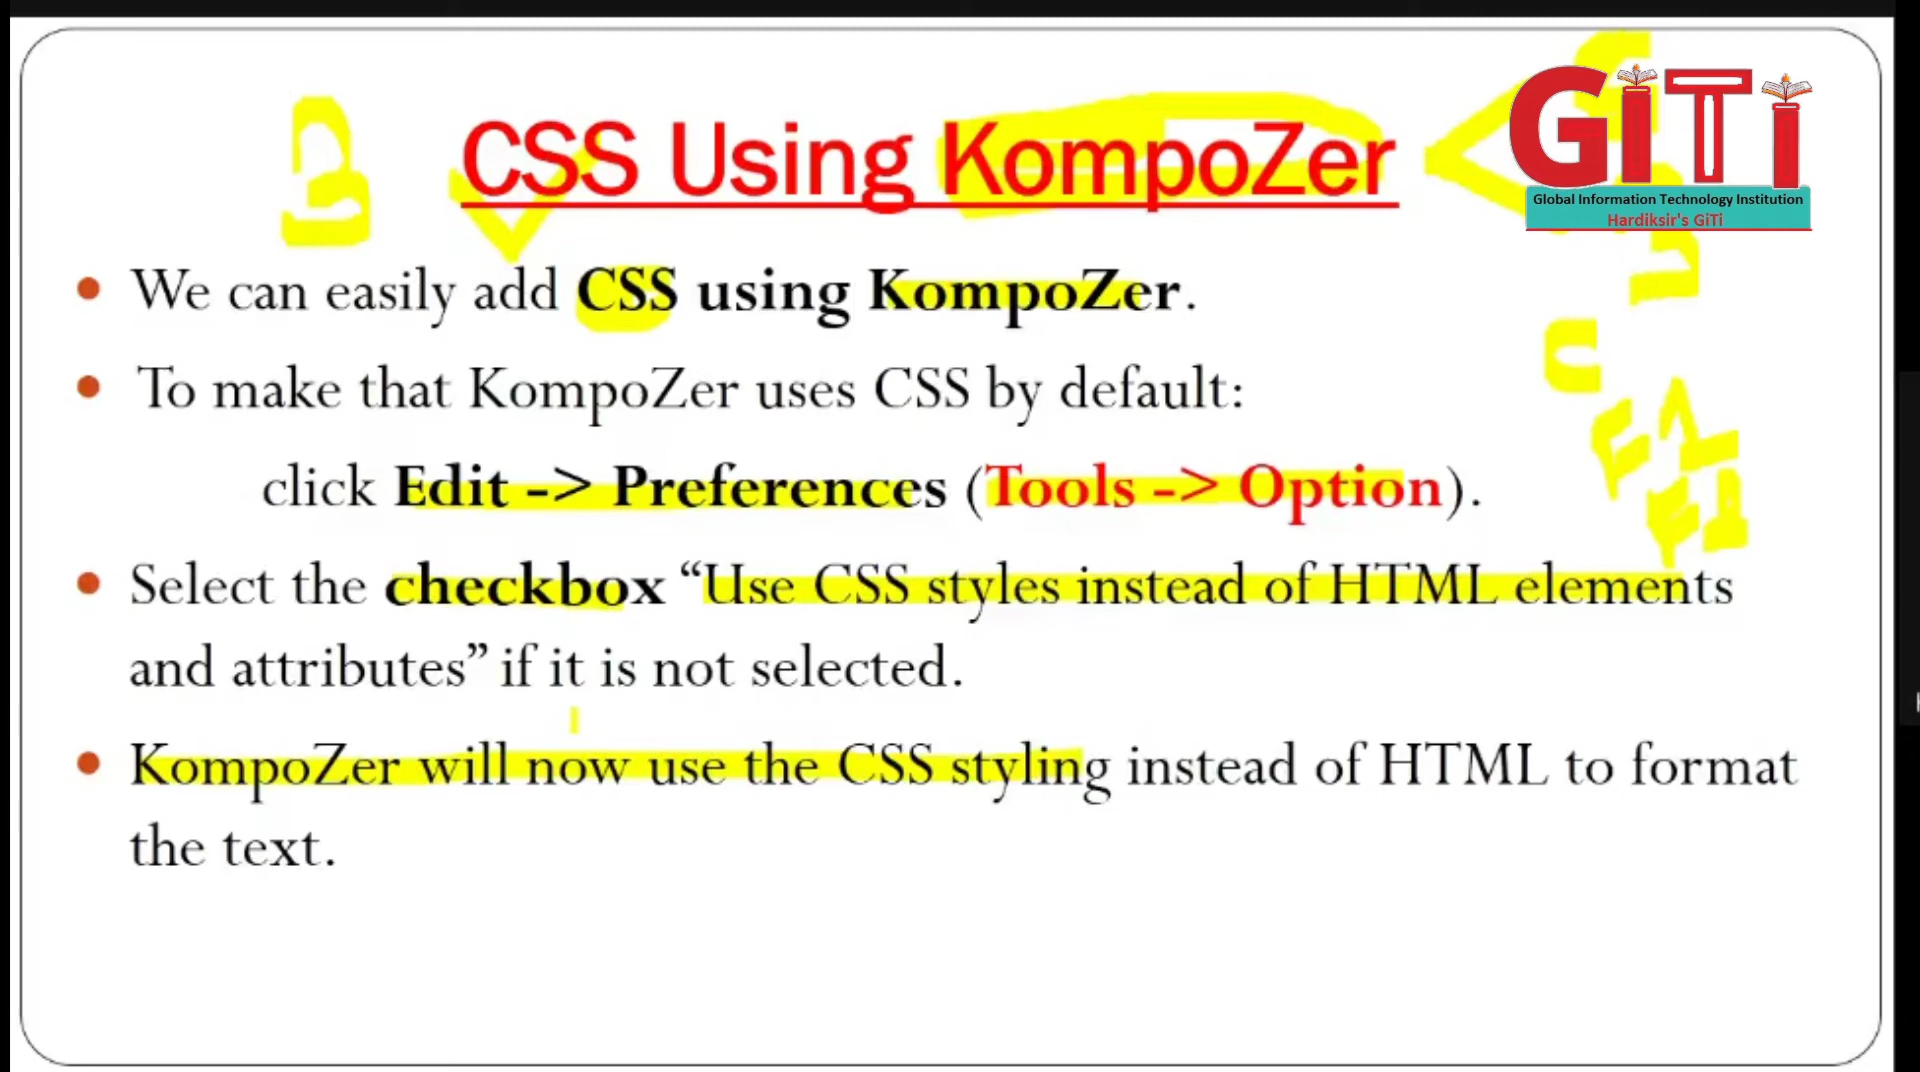 CSS Using KompoZer
GiTi
Global Information Technology Institution
Hardiksir's GiTi
• We can easily add CSS using KompoZer.
• To make that KompoZer uses CSS by default:
click Edit -> Preferences (Tools -> Option).
• Select the checkbox “Use CSS styles instead of HTML elements
and attributes” if it is not selected.
• KompoZer will now use the CSS styling instead of HTML to format
the text.